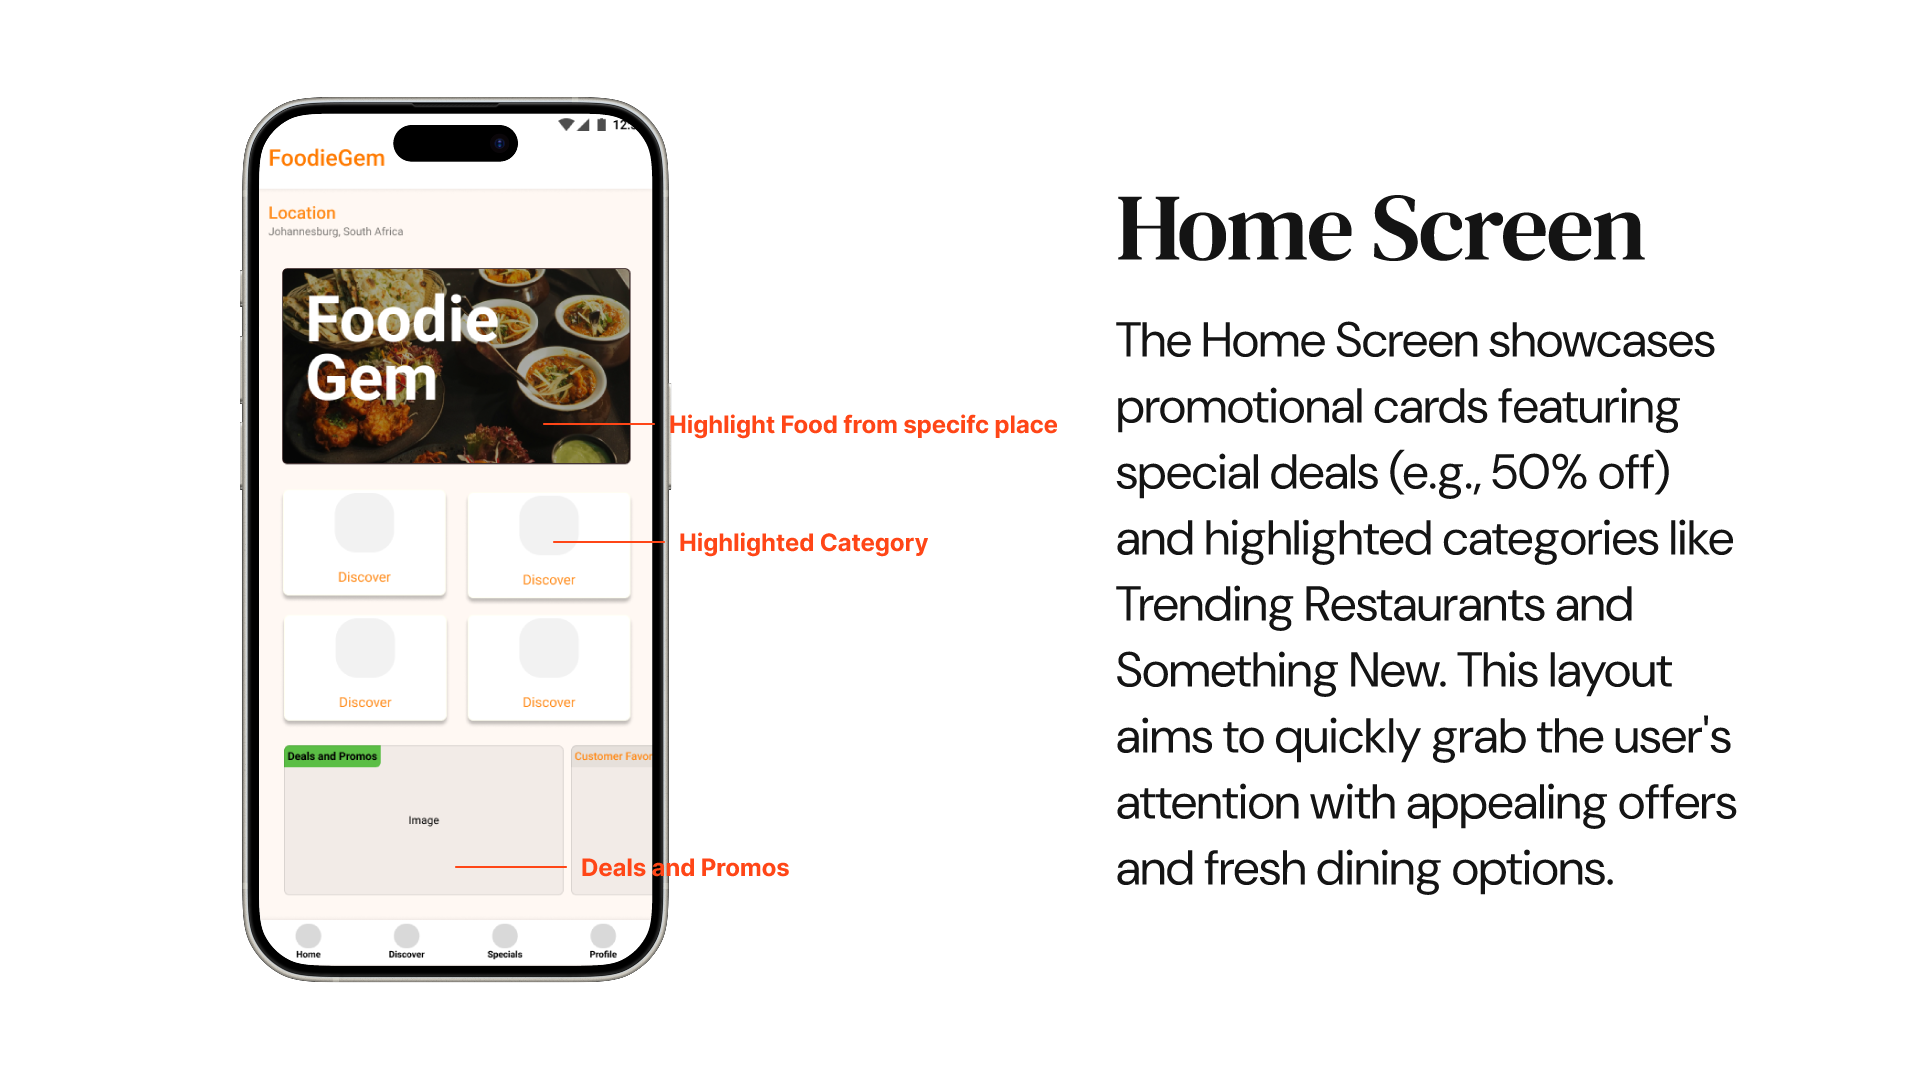 12:
FoodieGem
Location
Johannesburg, South Africa
Foodie
Gem
Highlight Food from specifc place
Discover
Discover
Highlighted Category
Discover
Discover
Deals and Promos
Customer Favor
Image
Deals and Promos
Home
Discover
Specials
Profile
Home Screen
The Home Screen showcases
promotional cards featuring
special deals (e.g., 50% off)
and highlighted categories like
Trending Restaurants and
Something New. This layout
aims to quickly grab the user's
attention with appealing offers
and fresh dining options.